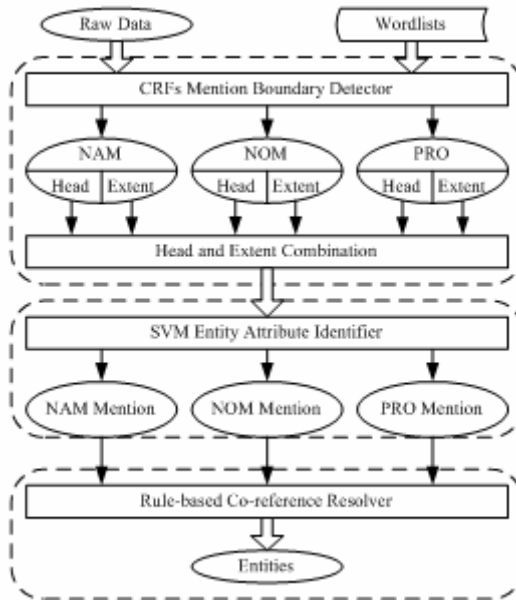 Raw Data
Wordlists
CRFs Mention Boundary Detector
NAM
NOM
PRO
Head Extent
Head Extent
Head Extent
Head and Extent Combination
SVM Entity Attribute Identifier
NAM Mention
NOM Mention
PRO Mention
Rule-based Co-reference Resolver
Entities